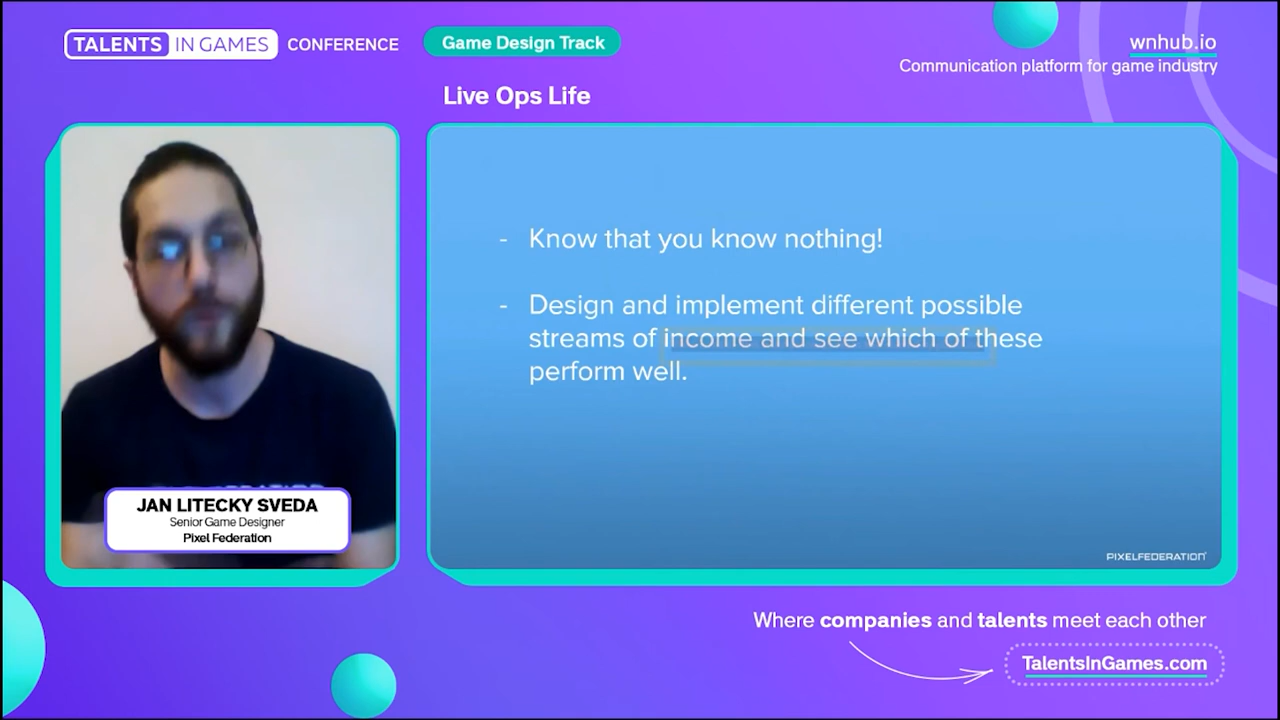 TALENTS IN GAMES CONFERENCE
Game Design Track
wnhub.io
Communication platform for game industry
Live Ops Life
- Know that you know nothing!
- Design and implement different possible
streams of income and see which of these
perform well.
JAN LITECKY SVEDA
Senior Game Designer
Pixel Federation
PIXELFEDERATION
Where companies and talents meet each other
TalentsInGames.com